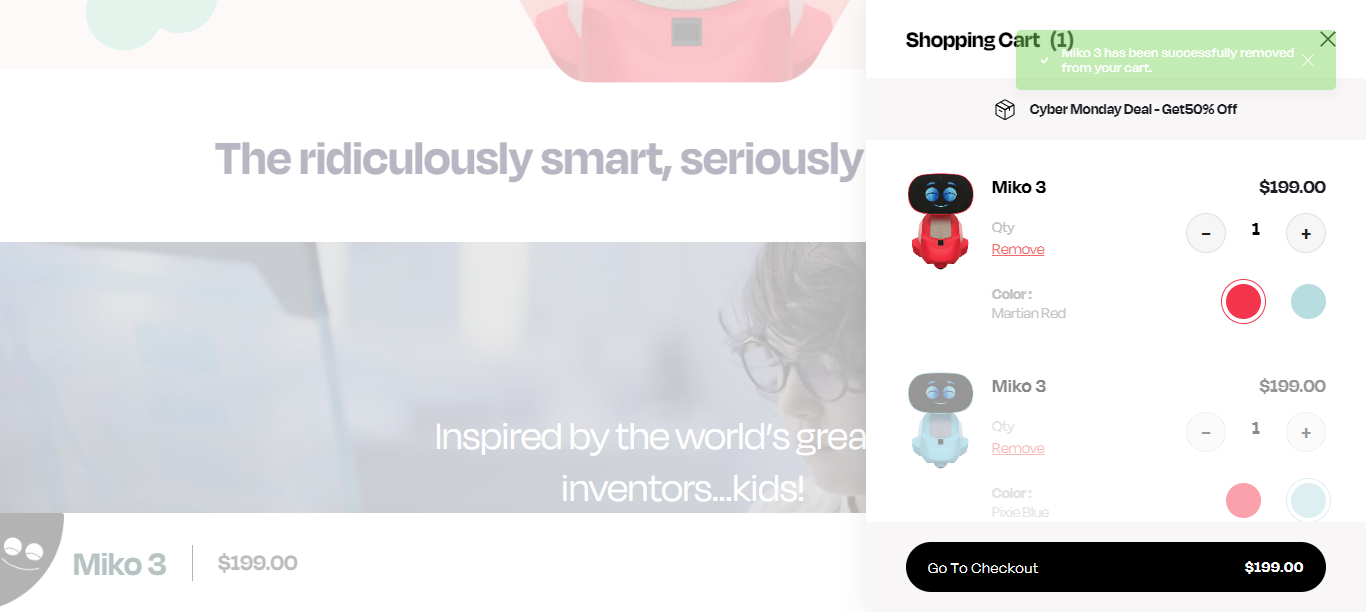 The ridiculously smart, seriously
Inspired by the world's grea
inventors...kids!
Miko 3
$199.00
Shopping Cart (1)
Miko 3 has been successfully removed
from your cart.
Cyber Monday Deal - Get50% Off
Miko 3
$199.00
Qty
Remove
− 1 +
Color :
Martian Red
Miko 3
$199.00
Qty
Remove
− 1 +
Color :
Pixie Blue
Go To Checkout
$199.00